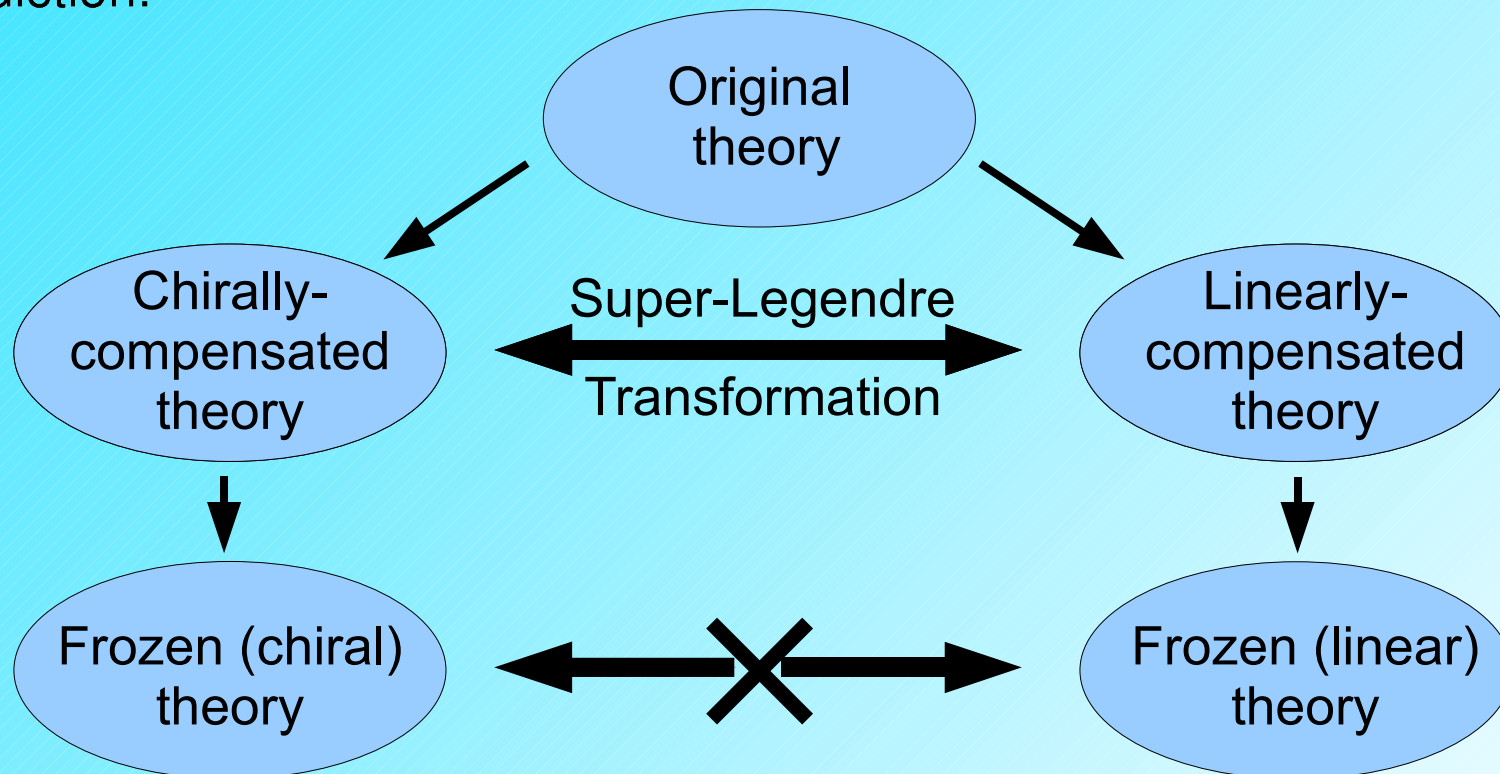 Original
theory
Chirally-
compensated
theory
Super-Legendre
Transformation
Linearly-
compensated
theory
Frozen (chiral)
theory
Frozen (linear)
theory